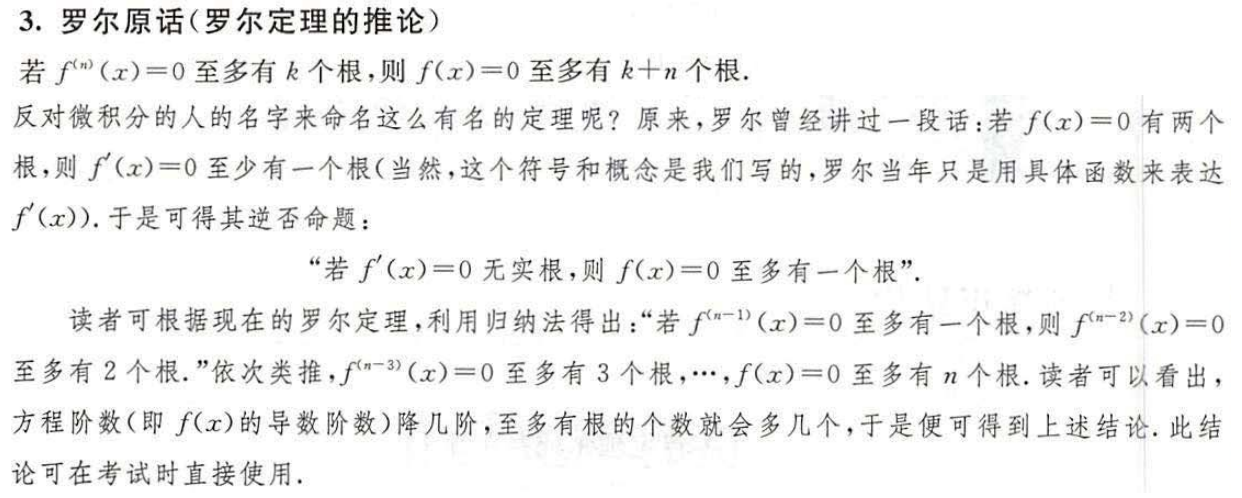 3. 罗尔原话(罗尔定理的推论)
若 f⁽ⁿ⁾(x)=0 至多有 k 个根,则 f(x)=0 至多有 k+n 个根.
反对微积分的人的名字来命名这么有名的定理呢? 原来,罗尔曾经讲过一段话:若 f(x)=0 有两个
根,则 f′(x)=0 至少有一个根(当然,这个符号和概念是我们写的,罗尔当年只是用具体函数来表达
f′(x)).于是可得其逆否命题:
“若 f′(x)=0 无实根,则 f(x)=0 至多有一个根”.
读者可根据现在的罗尔定理,利用归纳法得出:“若 f⁽ⁿ⁻¹⁾(x)=0 至多有一个根,则 f⁽ⁿ⁻²⁾(x)=0
至多有 2 个根.”依次类推,f⁽ⁿ⁻³⁾(x)=0 至多有 3 个根,⋯,f(x)=0 至多有 n 个根.读者可以看出,
方程阶数(即 f(x)的导数阶数)降几阶,至多有根的个数就会多几个,于是便可得到上述结论.此结
论可在考试时直接使用.